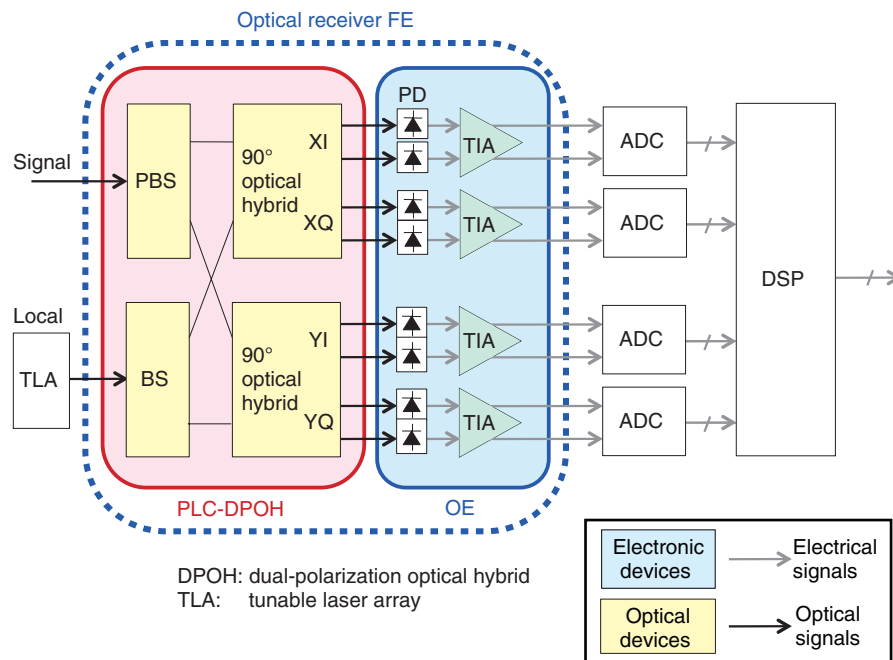 Optical receiver FE
PD
XI
90°
optical
hybrid
XQ
TIA
TIA
ADC
ADC
Signal
PBS
DSP
Local
TLA
BS
YI
90°
optical
hybrid
YQ
TIA
TIA
ADC
ADC
PLC-DPOH
OE
DPOH: dual-polarization optical hybrid
TLA: tunable laser array
Electronic
devices
Electrical
signals
Optical
devices
Optical
signals